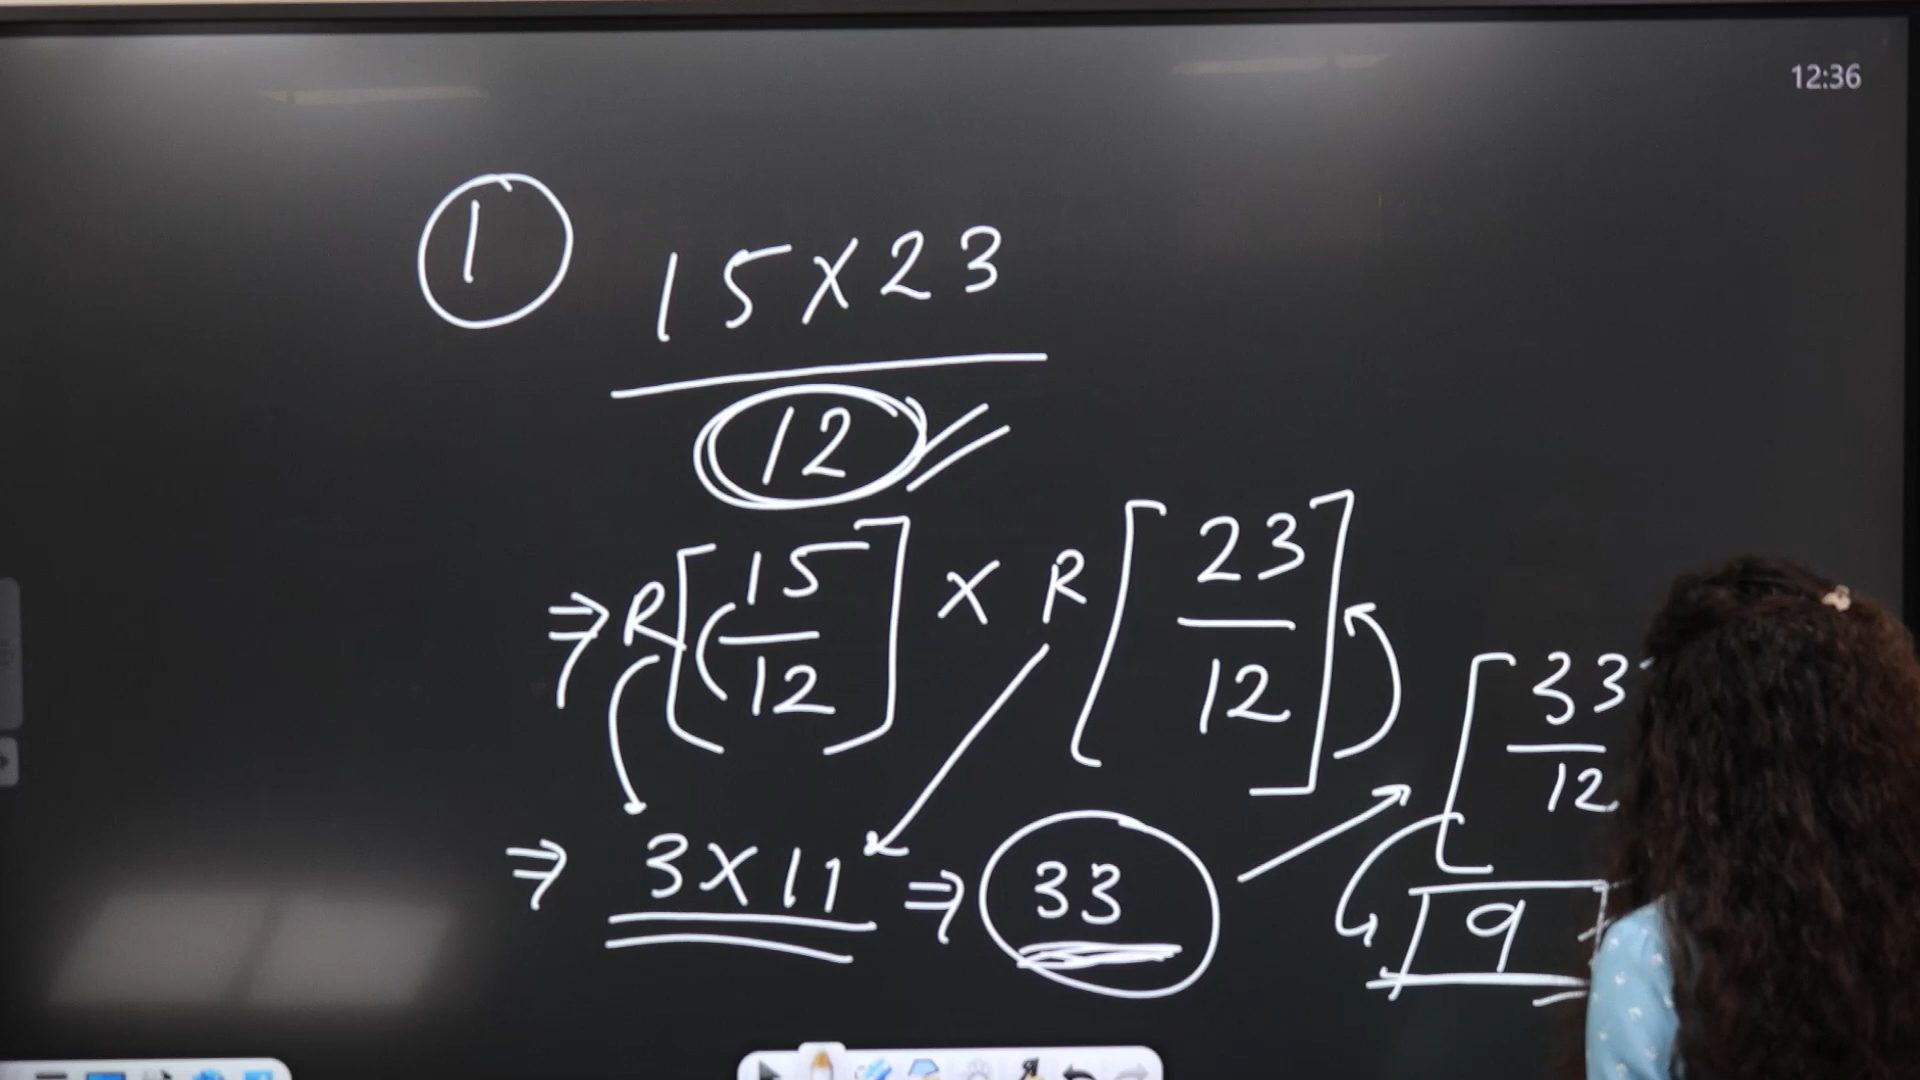 12:36
① 15×23
12
⇒ R[(15/12] × R[23/12]
[33/12
⇒ 3×11 ⇒ 33
9